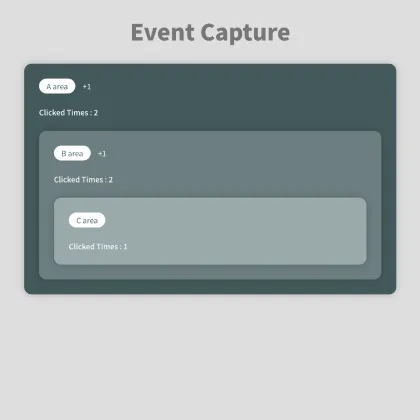 Event Capture
A area +1
Clicked Times : 2
B area +1
Clicked Times : 2
C area
Clicked Times : 1